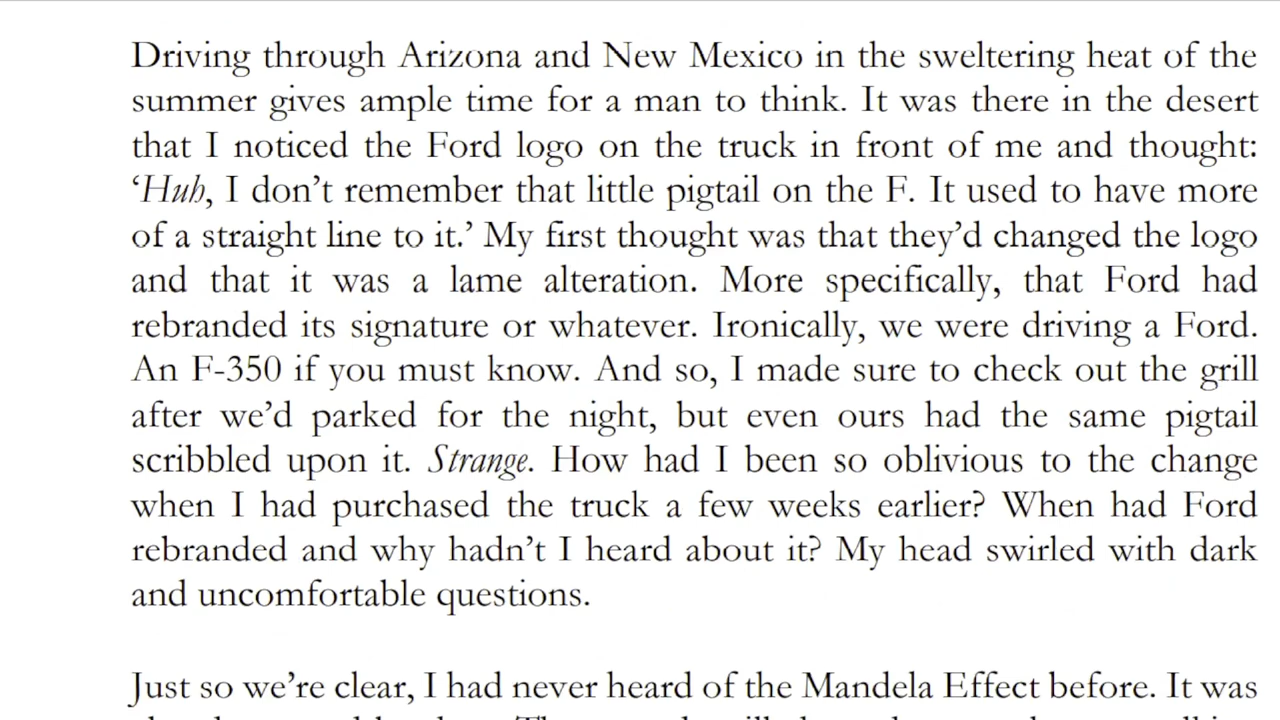 Driving through Arizona and New Mexico in the sweltering heat of the
summer gives ample time for a man to think. It was there in the desert
that I noticed the Ford logo on the truck in front of me and thought:
‘Huh, I don’t remember that little pigtail on the F. It used to have more
of a straight line to it.’ My first thought was that they’d changed the logo
and that it was a lame alteration. More specifically, that Ford had
rebranded its signature or whatever. Ironically, we were driving a Ford.
An F-350 if you must know. And so, I made sure to check out the grill
after we’d parked for the night, but even ours had the same pigtail
scribbled upon it. Strange. How had I been so oblivious to the change
when I had purchased the truck a few weeks earlier? When had Ford
rebranded and why hadn’t I heard about it? My head swirled with dark
and uncomfortable questions.
Just so we’re clear, I had never heard of the Mandela Effect before. It was